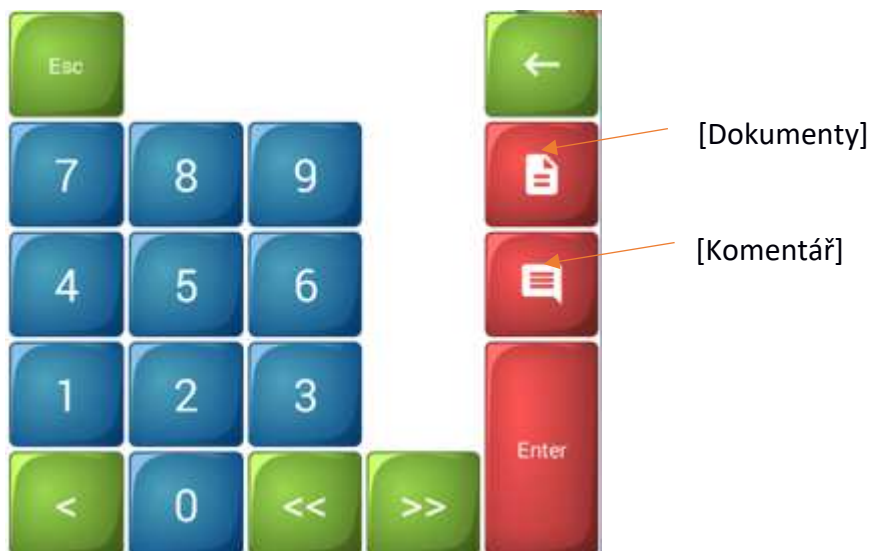 Esc ←
7 8 9 [Dokumenty]
4 5 6 [Komentář]
1 2 3
Enter
< 0 << >>